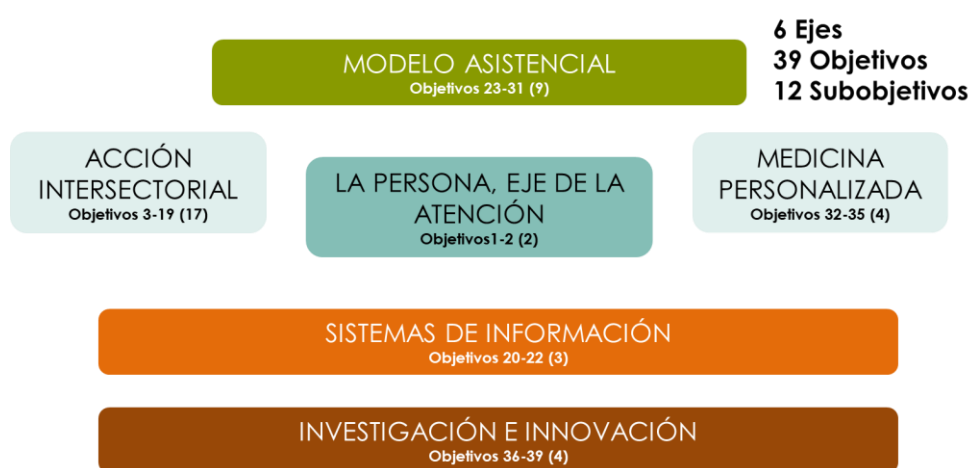 6 Ejes
39 Objetivos
12 Subobjetivos
MODELO ASISTENCIAL
Objetivos 23-31 (9)
ACCIÓN
INTERSECTORIAL
Objetivos 3-19 (17)
LA PERSONA, EJE DE LA
ATENCIÓN
Objetivos1-2 (2)
MEDICINA
PERSONALIZADA
Objetivos 32-35 (4)
SISTEMAS DE INFORMACIÓN
Objetivos 20-22 (3)
INVESTIGACIÓN E INNOVACIÓN
Objetivos 36-39 (4)